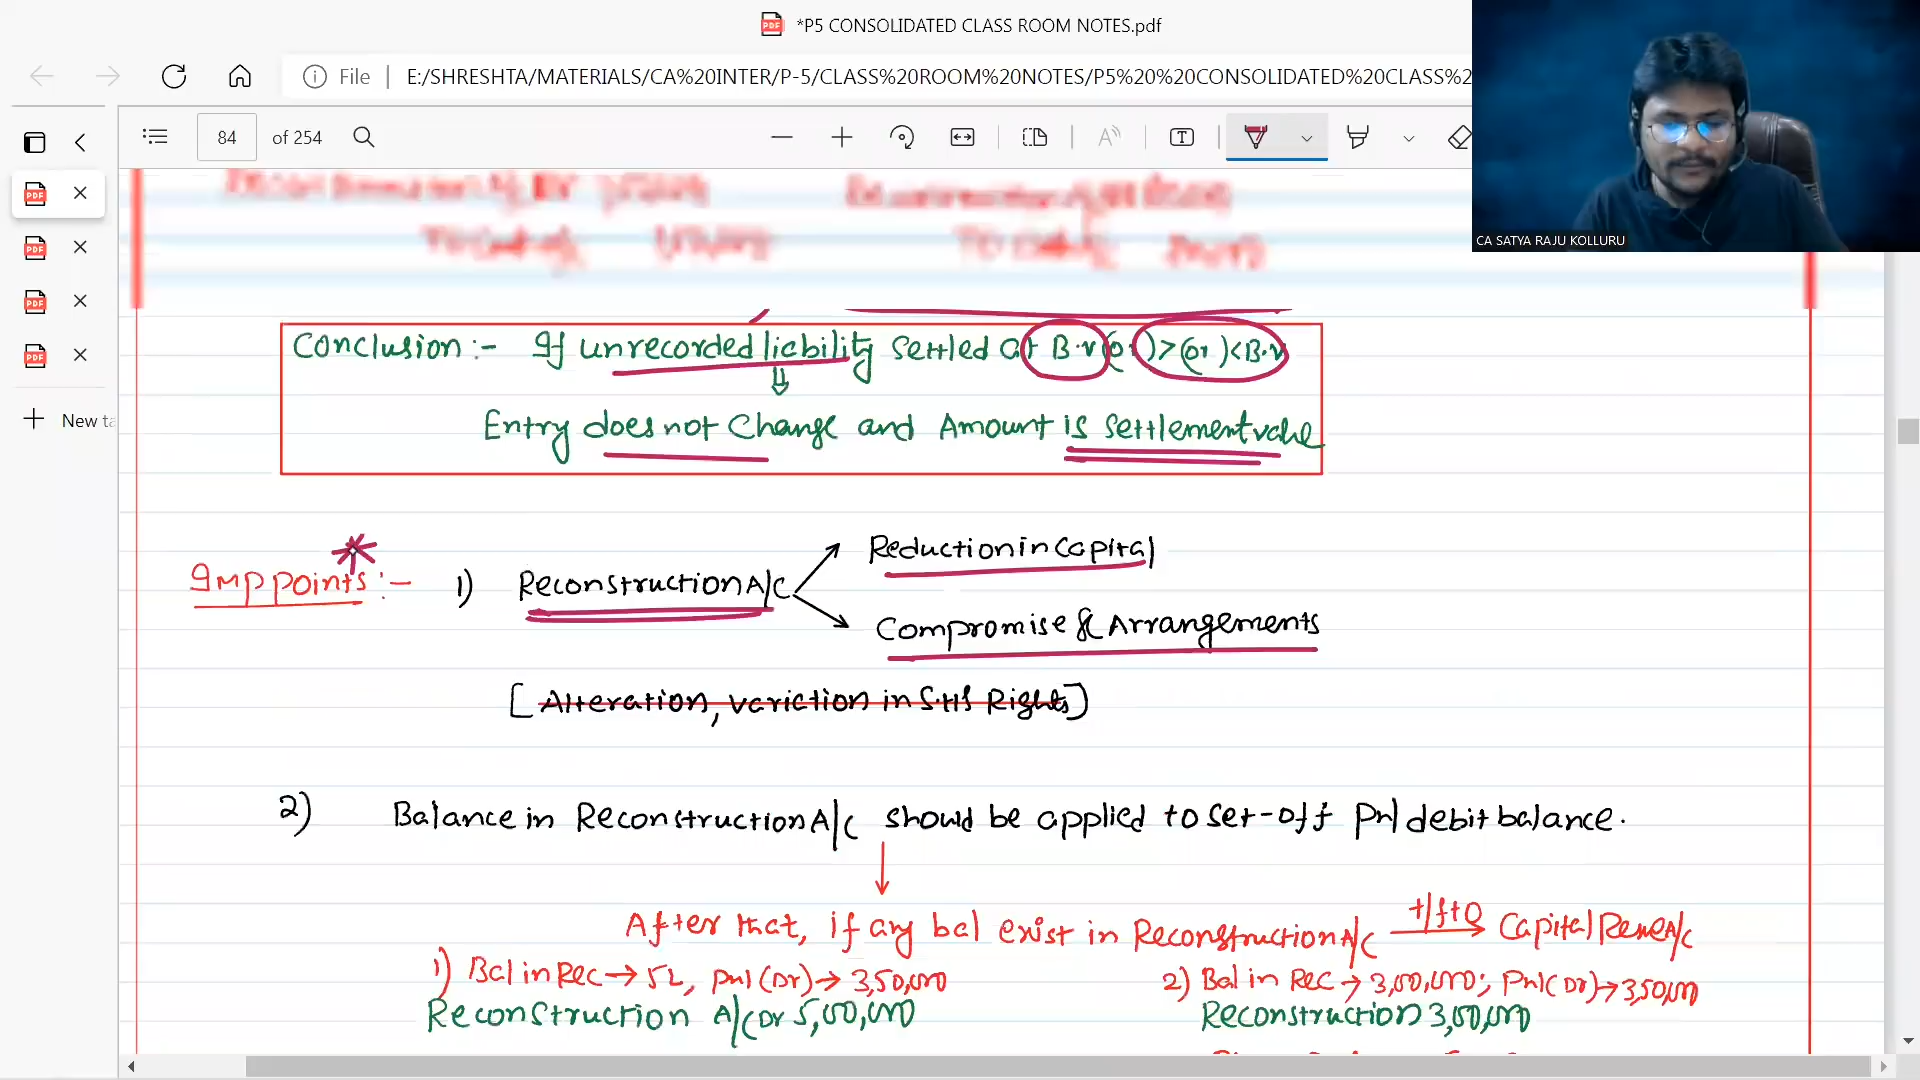 *P5 CONSOLIDATED CLASS ROOM NOTES.pdf
File
E:/SHRESHTA/MATERIALS/CA%20INTER/P-5/CLASS%20ROOM%20NOTES/P5%20%20CONSOLIDATED%20CLASS%2
84 of 254
CA SATYA RAJU KOLLURU
New ta
Conclusion :- If unrecorded liability settled at B.v (or) > (or) < B.v
Entry does not change and Amount is settlement value
Imp points :- 1) Reconstruction A/C
Reduction in capital
Compromise & Arrangements
[Alteration, variation in S.H's Rights]
2) Balance in Reconstruction A/C should be applied to set-off Pnl debit balance.
After that, if any bal exist in Reconstruction A/C t/f to Capital Reserve A/c
1) Bal in Rec → 5L, Pnl (Dr) → 3,50,000
2) Bal in Rec → 3,00,000; Pnl (Dr) → 3,50,000
Reconstruction A/C Dr 5,00,000
Reconstruction 3,00,000